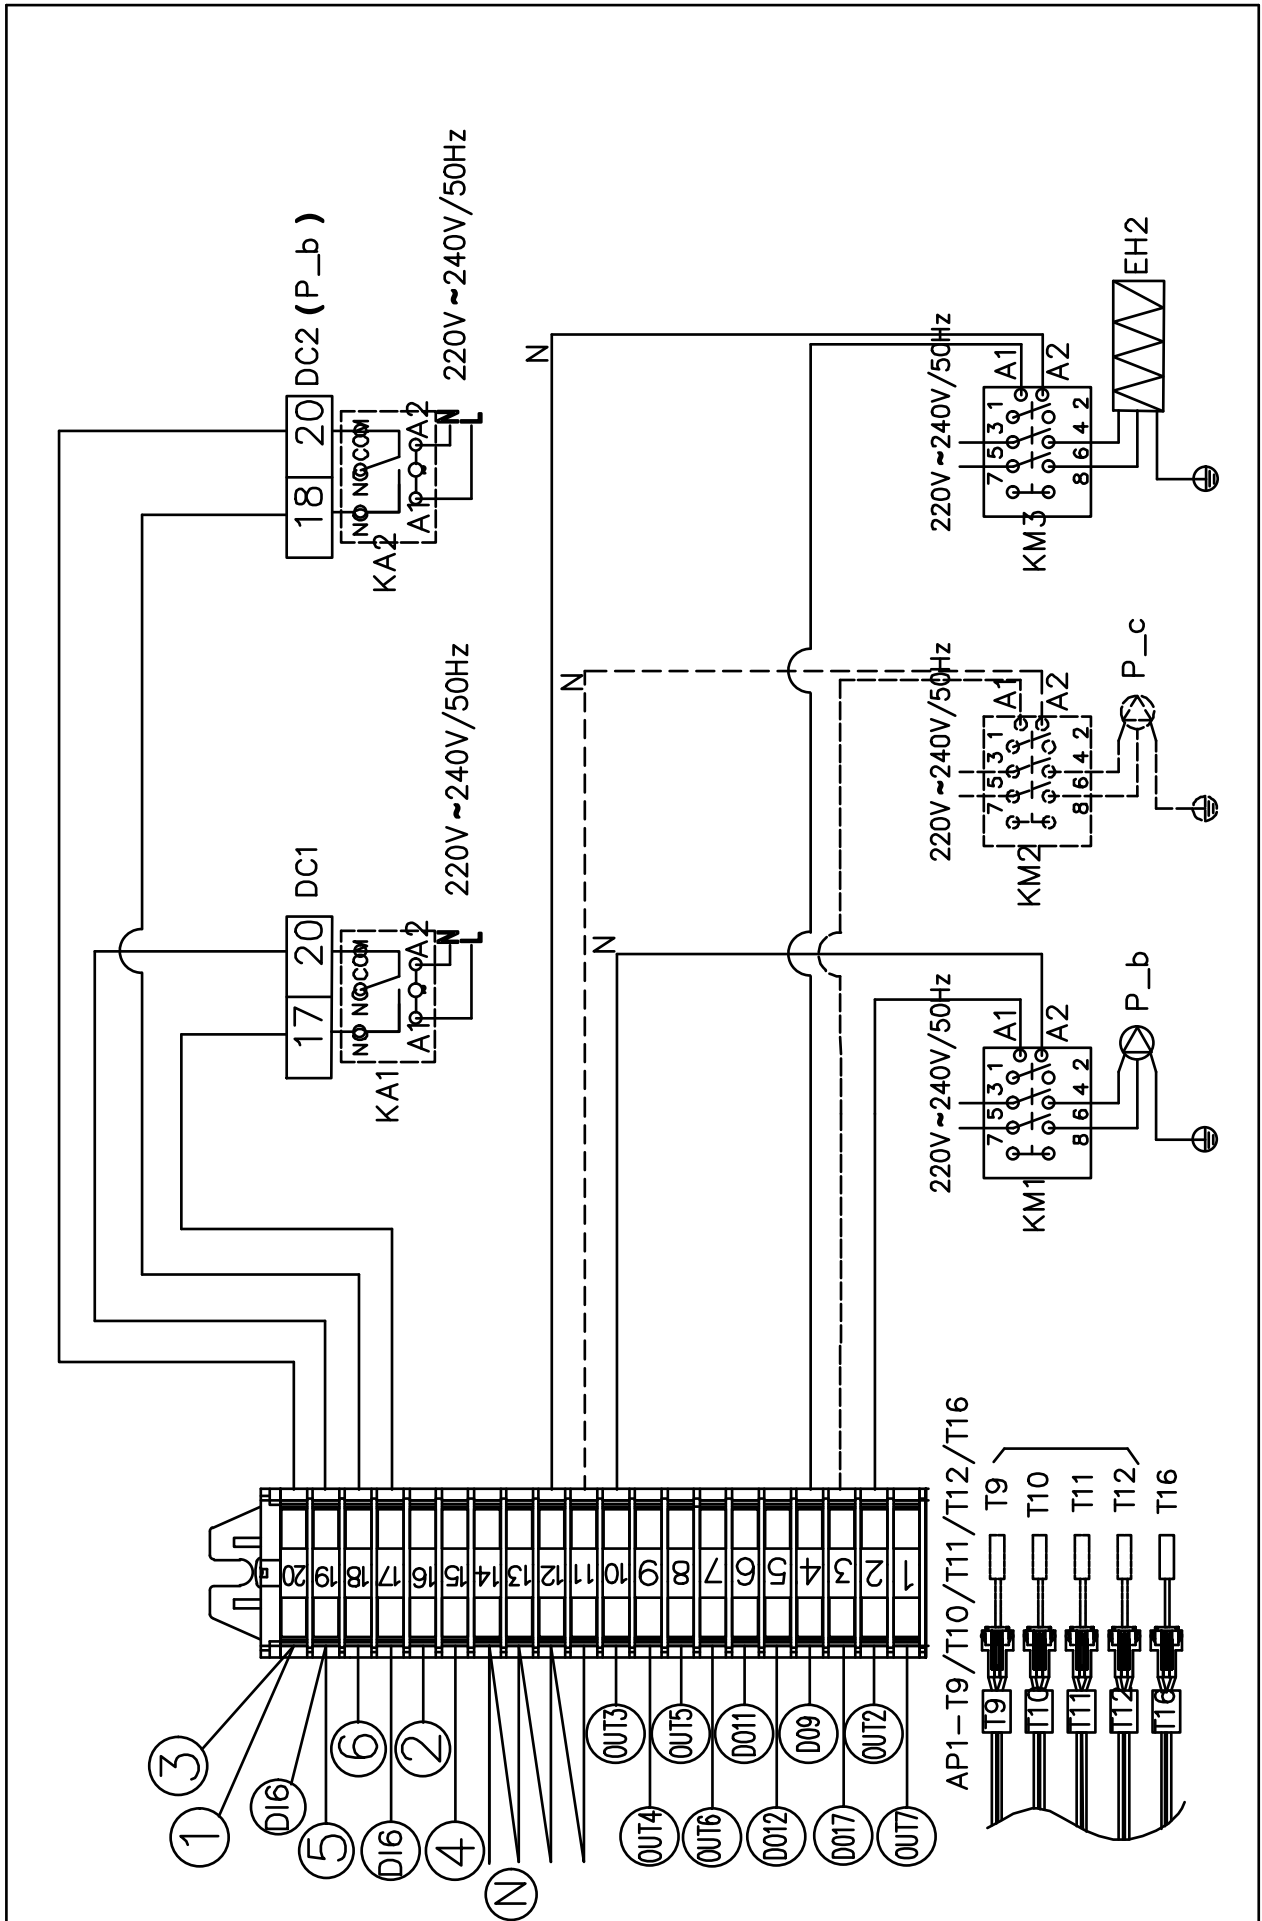 DC2 (P_b)
18 20
NO NC COM
A1 A2
N
L
KA2
220V~240V/50Hz
DC1
17 20
NO NC COM
A1 A2
N
L
KA1
220V~240V/50Hz
N
N
N
220V~240V/50Hz
7 5 3 1
A1
A2
8 6 4 2
KM3
EH2
220V~240V/50Hz
7 5 3 1
A1
A2
8 6 4 2
KM2
P_c
220V~240V/50Hz
7 5 3 1
A1
A2
8 6 4 2
KM1
P_b
20
19
18
17
16
15
14
13
12
11
10
9
8
7
6
5
4
3
2
1
3
1
DI6
5
6
DI6
2
4
N
OUT3
OUT4
OUT5
OUT6
DO11
DO12
DO9
DO17
OUT2
OUT7
AP1-T9/T10/T11/T12/T16
T9 T9
T10 T10
T11 T11
T12 T12
T16 T16